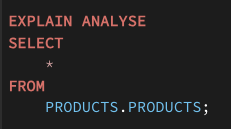 EXPLAIN ANALYSE
SELECT
*
FROM
PRODUCTS.PRODUCTS;